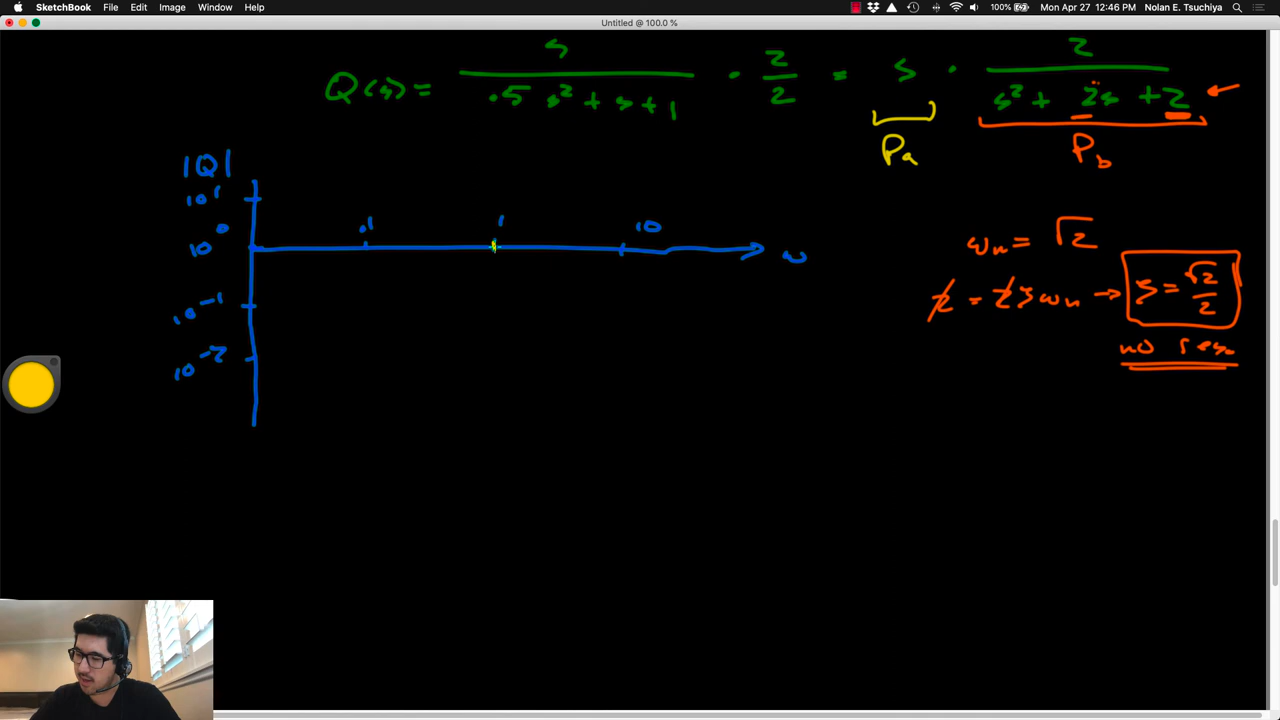 SketchBook File Edit Image Window Help 100% Mon Apr 27 12:46 PM Nolan E. Tsuchiya
Untitled @ 100.0 %
Q(s) = s / (.5 s² + s + 1) · 2/2 = s · 2 / (s² + 2s + 2)
Pa Pb
|Q|
10¹
10⁰
10⁻¹
10⁻²
.1 1 10 ω
ωn = √2
2 = 2ζωn → ζ = √2/2
no res.